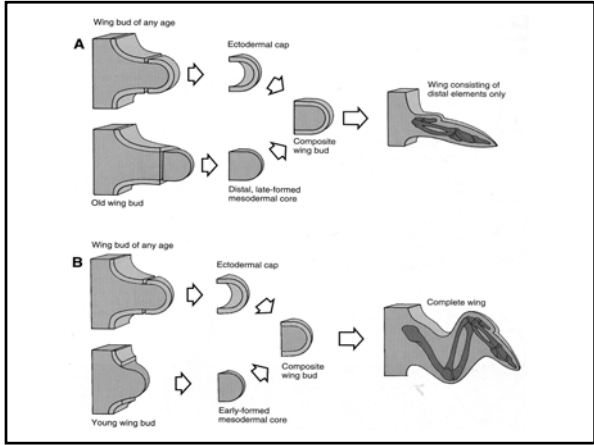 A
Wing bud of any age
Ectodermal cap
Wing consisting of
distal elements only
Composite
wing bud
Old wing bud
Distal, late-formed
mesodermal core
B
Wing bud of any age
Ectodermal cap
Complete wing
Composite
wing bud
Young wing bud
Early-formed
mesodermal core